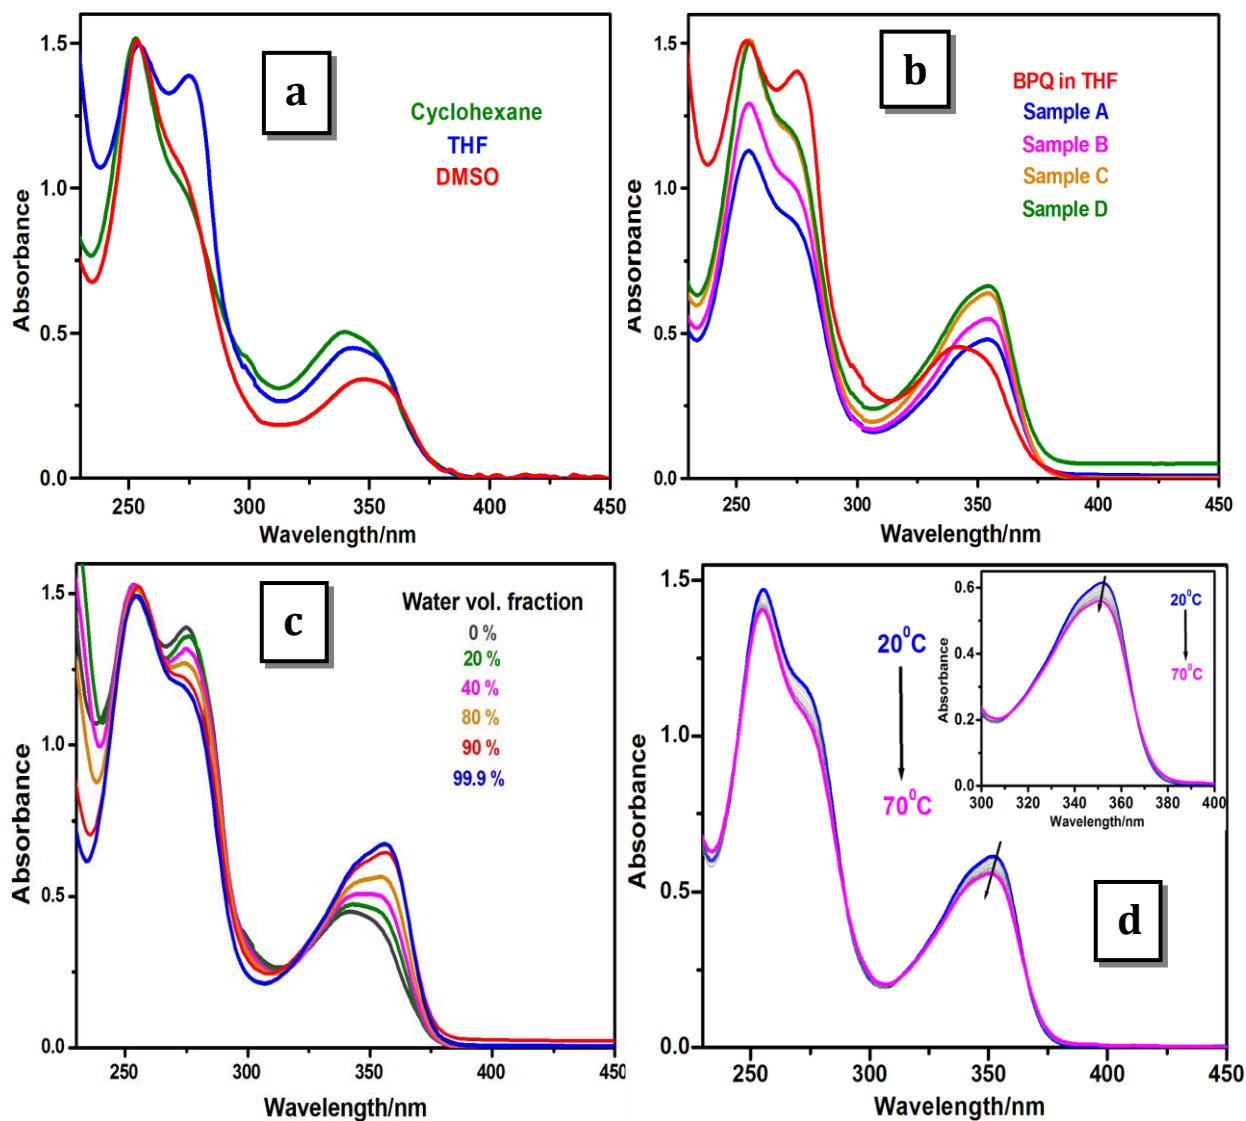 a
Cyclohexane
THF
DMSO
1.5
1.0
0.5
0.0
Absorbance
250 300 350 400 450
Wavelength/nm
b
BPQ in THF
Sample A
Sample B
Sample C
Sample D
1.5
1.0
0.5
0.0
Absorbance
250 300 350 400 450
Wavelength/nm
c
Water vol. fraction
0 %
20 %
40 %
80 %
90 %
99.9 %
1.5
1.0
0.5
0.0
Absorbance
250 300 350 400 450
Wavelength/nm
20⁰C
70⁰C
d
1.5
1.0
0.5
0.0
Absorbance
250 300 350 400 450
Wavelength/nm
0.6
0.4
0.2
0.0
Absorbance
20⁰C
70⁰C
300 320 340 360 380 400
Wavelength/nm